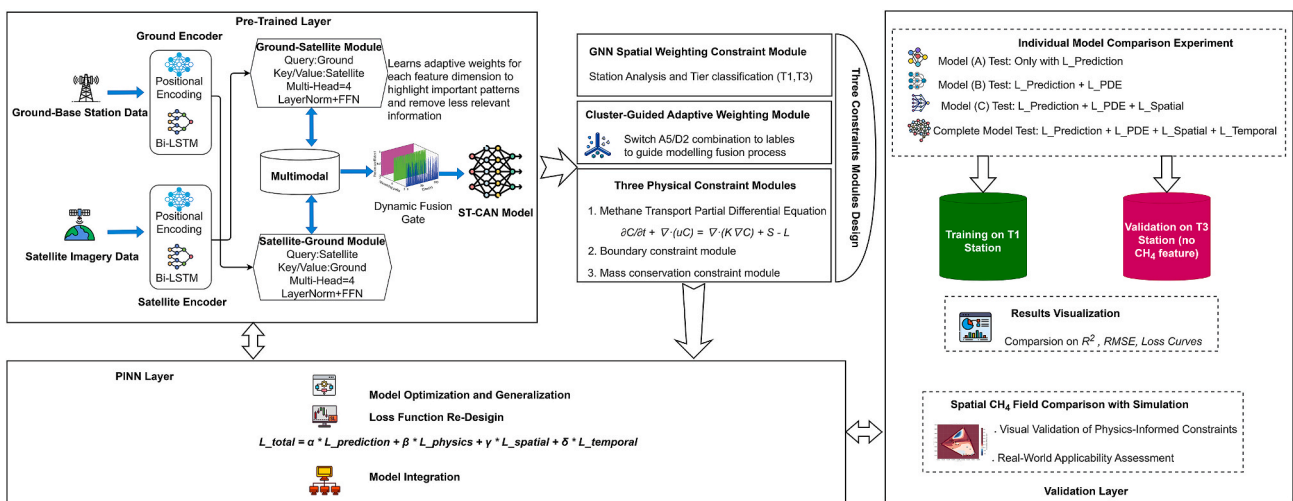 Pre-Trained Layer
Ground Encoder
Positional
Encoding
Bi-LSTM
Ground-Base Station Data
Positional
Encoding
Bi-LSTM
Satellite Imagery Data
Satellite Encoder
Ground-Satellite Module
Query:Ground
Key/Value:Satellite
Multi-Head=4
LayerNorm+FFN
Learns adaptive weights for
each feature dimension to
highlight important patterns
and remove less relevant
information
Multimodal
Dynamic Fusion
Gate
ST-CAN Model
Satellite-Ground Module
Query:Satellite
Key/Value:Ground
Multi-Head=4
LayerNorm+FFN
GNN Spatial Weighting Constraint Module
Station Analysis and Tier classification (T1,T3)
Cluster-Guided Adaptive Weighting Module
Switch A5/D2 combination to lables
to guide modelling fusion process
Three Physical Constraint Modules
1. Methane Transport Partial Differential Equation
∂C/∂t + ∇·(uC) = ∇·(K∇C) + S - L
2. Boundary constraint module
3. Mass conservation constraint module
Three Constraints Modules Design
PINN Layer
Model Optimization and Generalization
Loss Function Re-Desigin
L_total = α * L_prediction + β * L_physics + γ * L_spatial + δ * L_temporal
Model Integration
Individual Model Comparison Experiment
Model (A) Test: Only with L_Prediction
Model (B) Test: L_Prediction + L_PDE
Model (C) Test: L_Prediction + L_PDE + L_Spatial
Complete Model Test: L_Prediction + L_PDE + L_Spatial + L_Temporal
Training on T1
Station
Validation on T3
Station (no
CH4 feature)
Results Visualization
Comparsion on R², RMSE, Loss Curves
Spatial CH4 Field Comparison with Simulation
. Visual Validation of Physics-Informed Constraints
. Real-World Applicability Assessment
Validation Layer